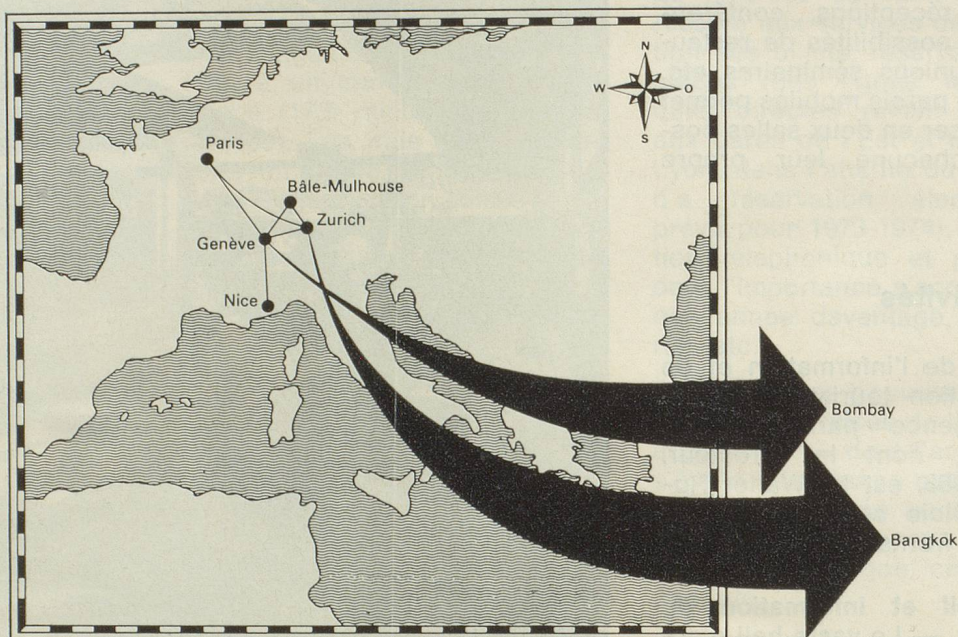 N
W O
S
Paris
Bâle-Mulhouse
Zurich
Genève
Nice
Bombay
Bangkok